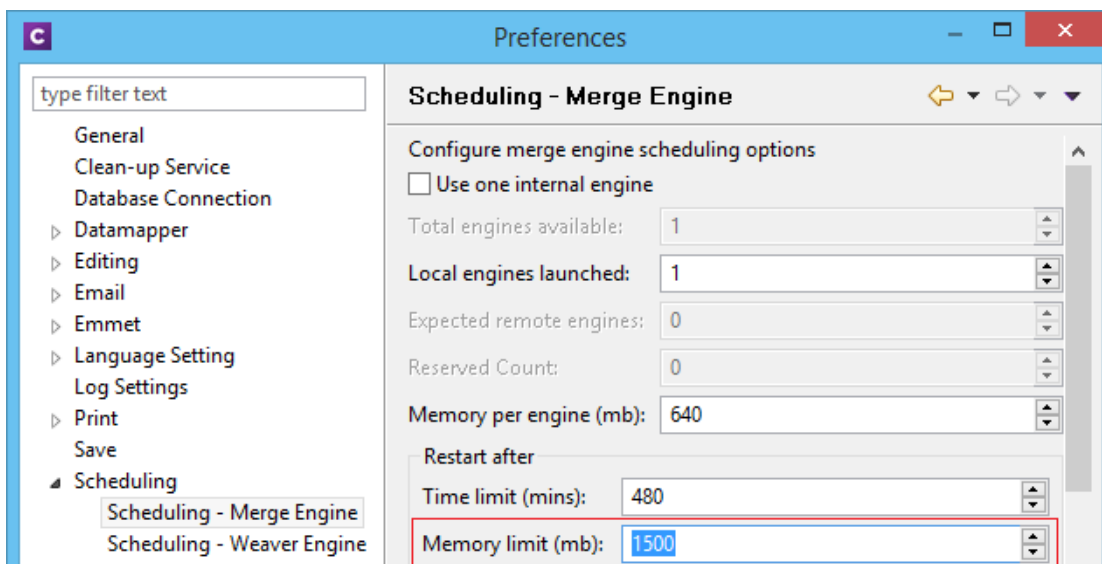 C
Preferences
type filter text
General
Clean-up Service
Database Connection
Datamapper
Editing
Email
Emmet
Language Setting
Log Settings
Print
Save
Scheduling
Scheduling - Merge Engine
Scheduling - Weaver Engine
Scheduling - Merge Engine
Configure merge engine scheduling options
Use one internal engine
Total engines available: 1
Local engines launched: 1
Expected remote engines: 0
Reserved Count: 0
Memory per engine (mb): 640
Restart after
Time limit (mins): 480
Memory limit (mb): 1500